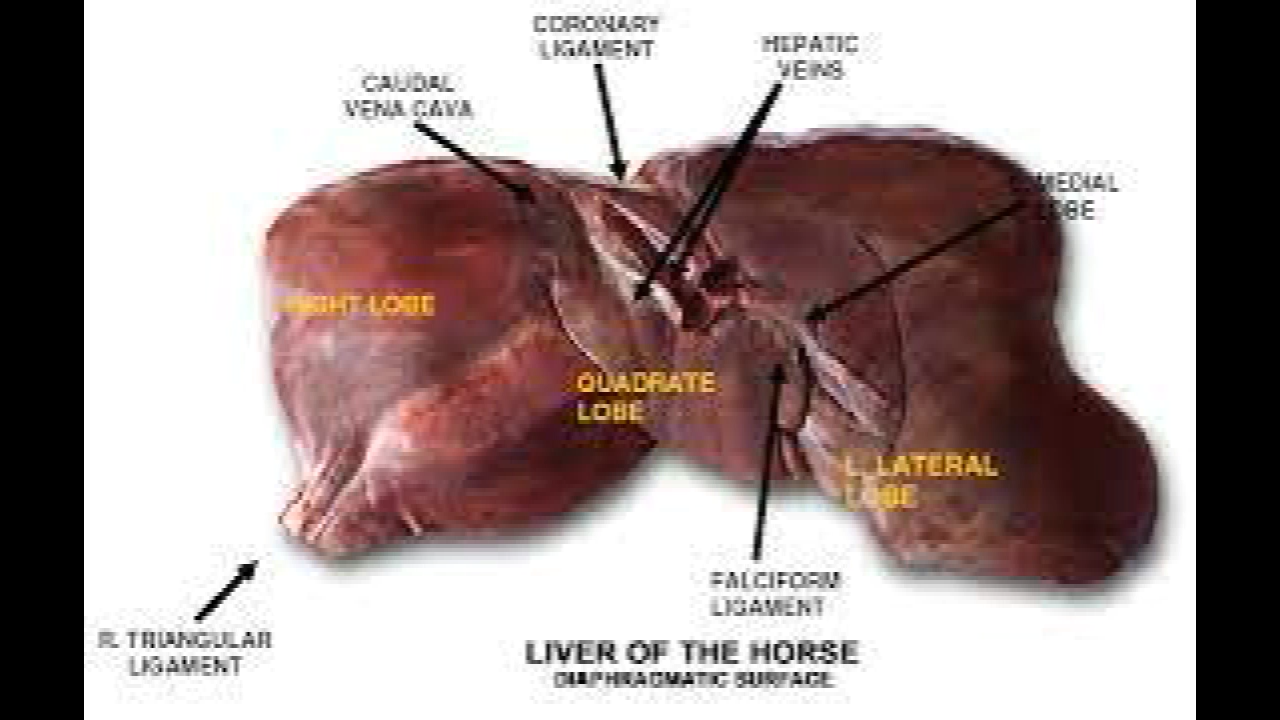 CORONARY
LIGAMENT
HEPATIC
VEINS
CAUDAL
VENA CAVA
MEDIAL
LOBE
RIGHT LOBE
QUADRATE
LOBE
L. LATERAL
LOBE
FALCIFORM
LIGAMENT
R. TRIANGULAR
LIGAMENT
LIVER OF THE HORSE
DIAPHRAGMATIC SURFACE